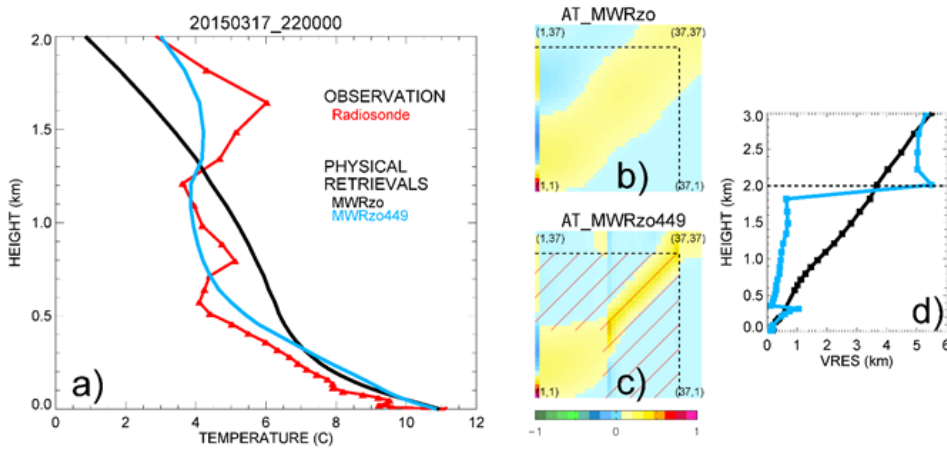 20150317_220000
2.0
1.5
1.0
0.5
0.0
HEIGHT (km)
0 2 4 6 8 10 12
TEMPERATURE (C)
OBSERVATION
Radiosonde
PHYSICAL
RETRIEVALS
MWRzo
MWRzo449
a)
AT_MWRzo
(1,37) (37,37)
b)
(1,1) (37,1)
AT_MWRzo449
(1,37) (37,37)
c)
(1,1) (37,1)
-1 0 1
3.0
2.5
2.0
1.5
1.0
0.5
0.0
HEIGHT (km)
d)
0 1 2 3 4 5 6
VRES (km)